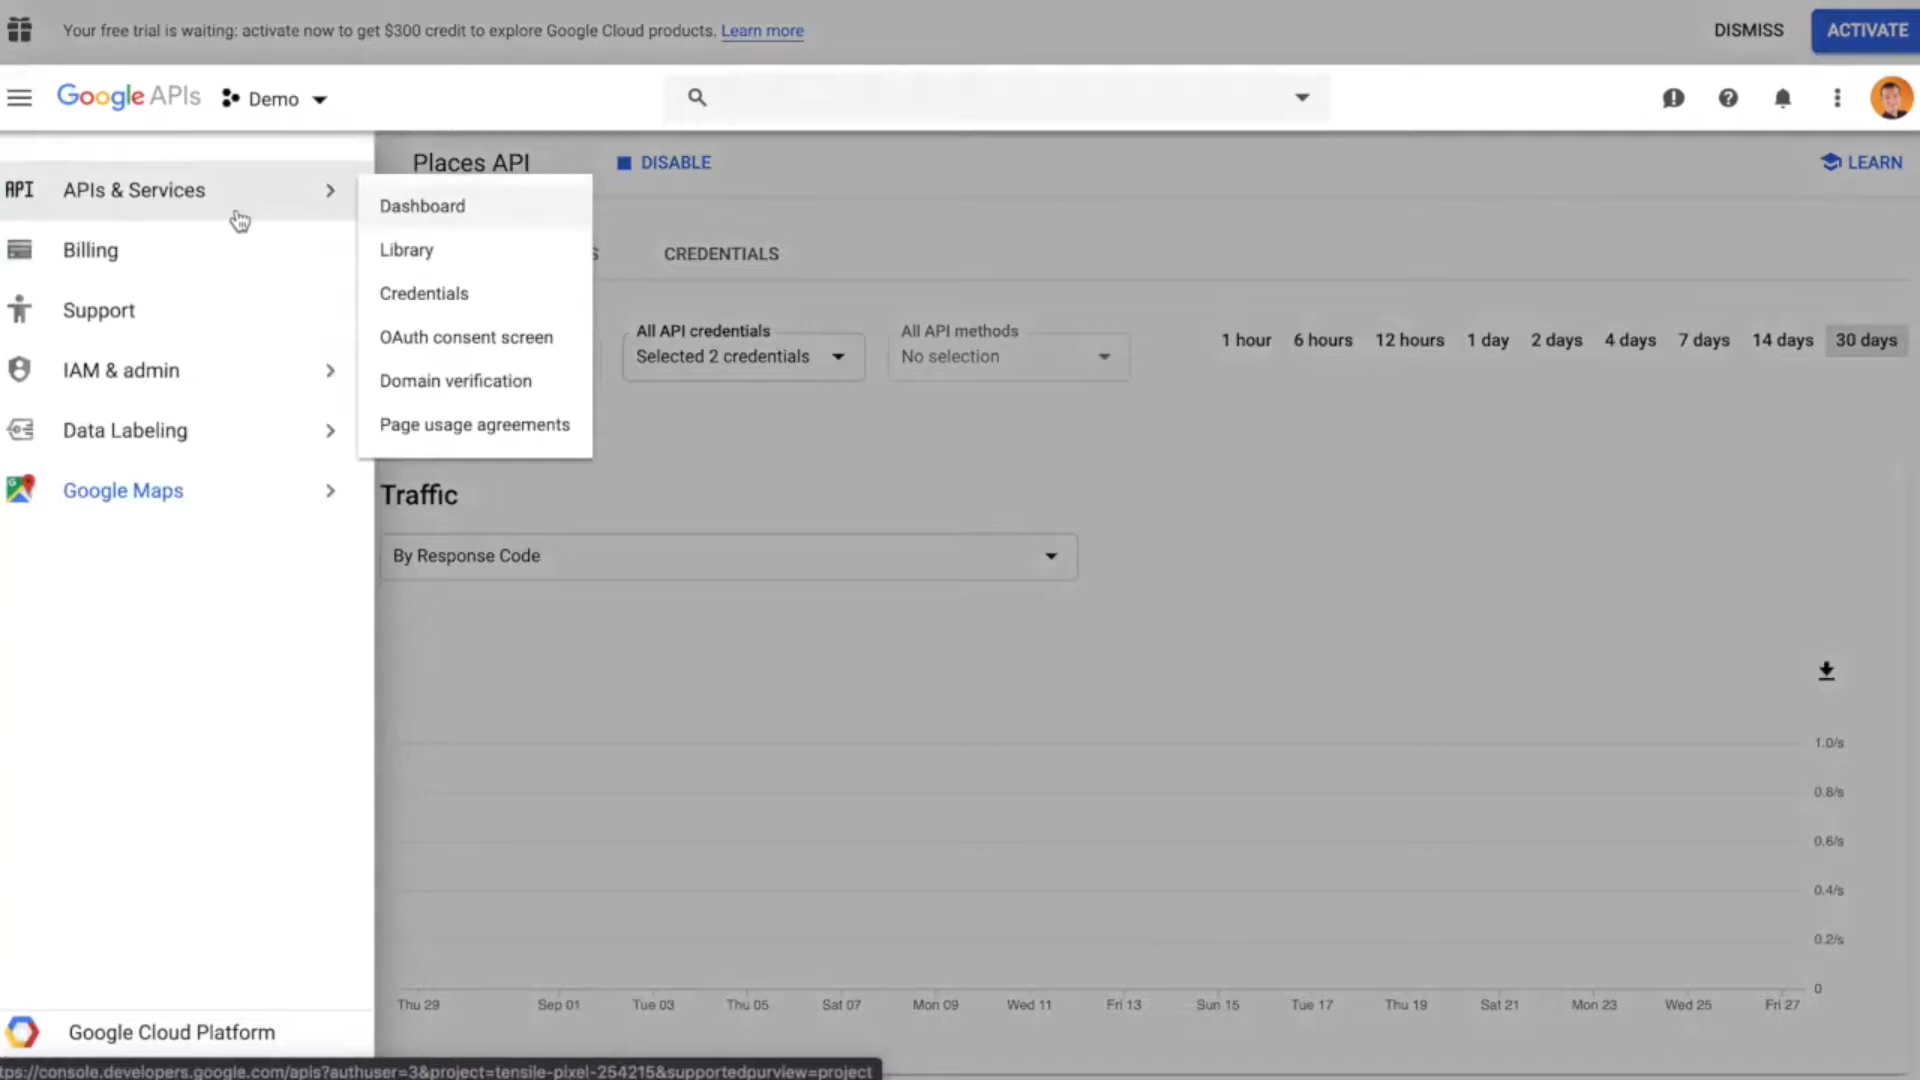 Your free trial is waiting: activate now to get $300 credit to explore Google Cloud products. Learn more
DISMISS
ACTIVATE
Google APIs
Demo
API
APIs & Services
Billing
Support
IAM & admin
Data Labeling
Google Maps
Google Cloud Platform
Dashboard
Library
Credentials
OAuth consent screen
Domain verification
Page usage agreements
Places API
DISABLE
LEARN
S
CREDENTIALS
All API credentials
Selected 2 credentials
All API methods
No selection
1 hour 6 hours 12 hours 1 day 2 days 4 days 7 days 14 days 30 days
Traffic
By Response Code
1.0/s
0.8/s
0.6/s
0.4/s
0.2/s
0
Thu 29 Sep 01 Tue 03 Thu 05 Sat 07 Mon 09 Wed 11 Fri 13 Sun 15 Tue 17 Thu 19 Sat 21 Mon 23 Wed 25 Fri 27
tps://console.developers.google.com/apis?authuser=3&project=tensile-pixel-254215&supportedpurview=project